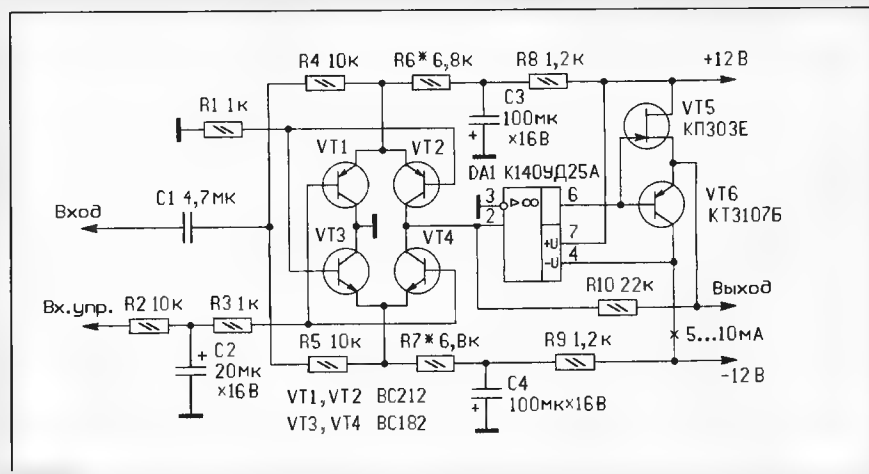 R4 10к
R6* 6,8к
R8 1,2к
+12 В
R1 1к
C3
100мк
×16В
+
VT5
КП303Е
VT1
VT2
DA1 К140УД25А
3
2
▷∞
6
7
+U
4
-U
VT6
КТ3107Б
C1 4,7мк
Вход
VT3
VT4
R10 22к
Выход
Вх.упр.
R2 10к
R3 1к
R5 10к
R7* 6,8к
R9 1,2к
× 5...10мА
-12 В
+
C2
20мк
×16В
C4
100мк×16В
+
VT1, VT2 BC212
VT3, VT4 BC182